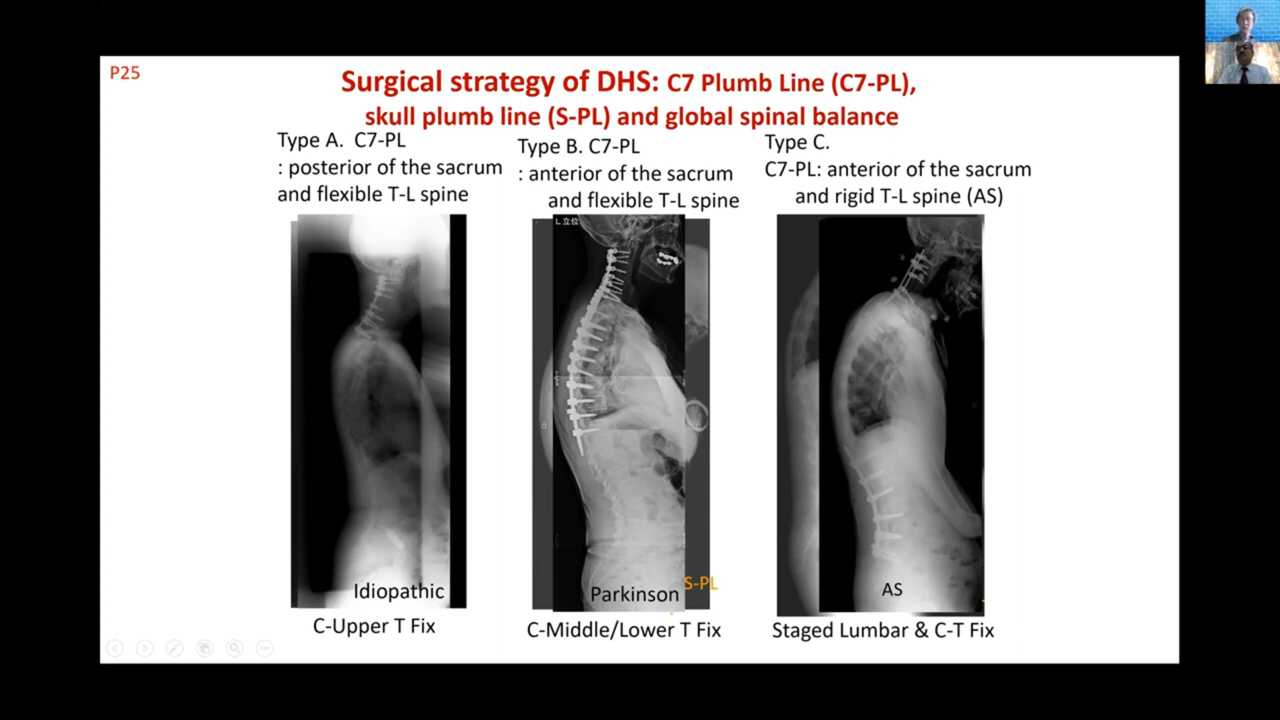 P25
Surgical strategy of DHS: C7 Plumb Line (C7-PL),
skull plumb line (S-PL) and global spinal balance
Type A. C7-PL
: posterior of the sacrum
and flexible T-L spine
Type B. C7-PL
: anterior of the sacrum
and flexible T-L spine
Type C.
C7-PL: anterior of the sacrum
and rigid T-L spine (AS)
L 立位
Idiopathic
Parkinson
S-PL
AS
C-Upper T Fix
C-Middle/Lower T Fix
Staged Lumbar & C-T Fix